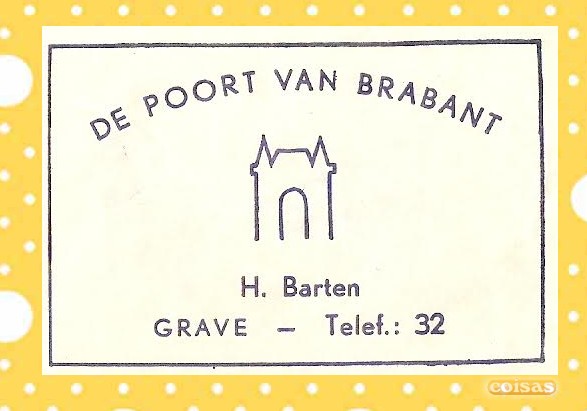 DE POORT VAN BRABANT
H. Barten
GRAVE – Telef.: 32
coisas